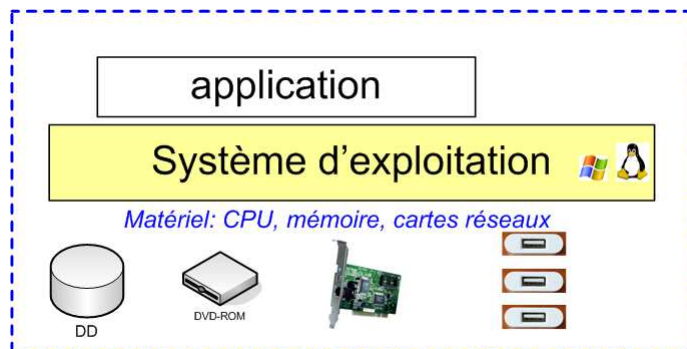 application
Système d'exploitation
Matériel: CPU, mémoire, cartes réseaux
DD
DVD-ROM